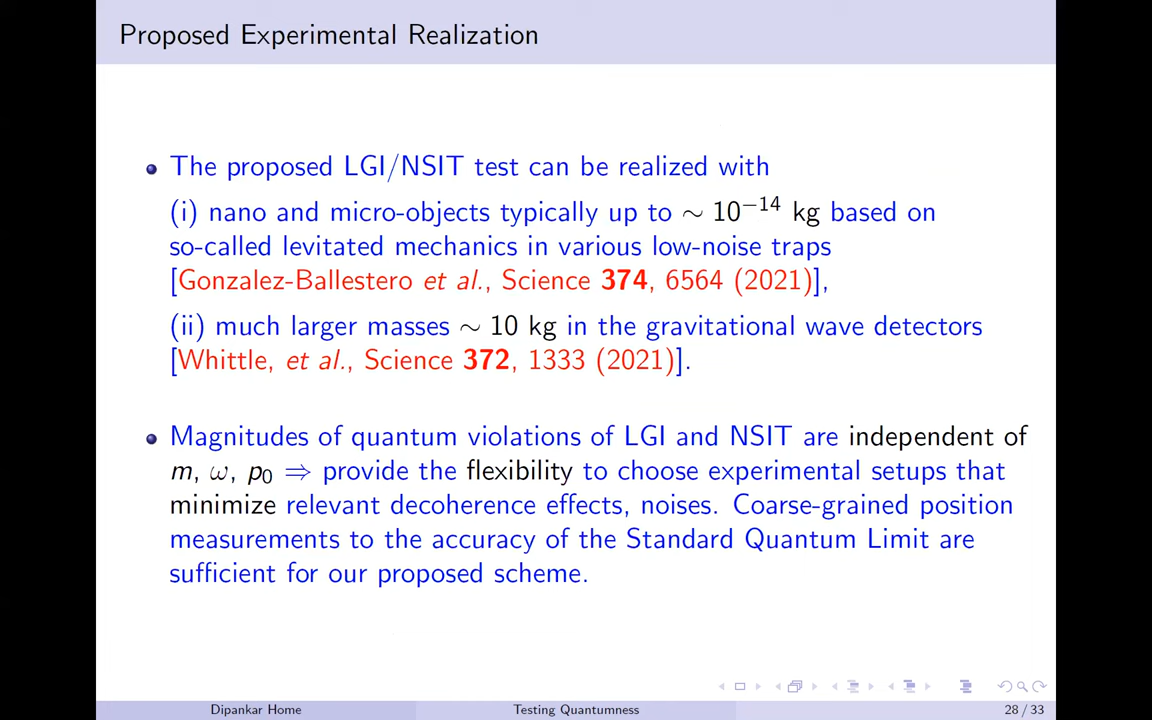 Proposed Experimental Realization
The proposed LGI/NSIT test can be realized with
(i) nano and micro-objects typically up to ∼ 10⁻¹⁴ kg based on
so-called levitated mechanics in various low-noise traps
[Gonzalez-Ballestero et al., Science 374, 6564 (2021)],
(ii) much larger masses ∼ 10 kg in the gravitational wave detectors
[Whittle, et al., Science 372, 1333 (2021)].
Magnitudes of quantum violations of LGI and NSIT are independent of
m, ω, p₀ ⇒ provide the flexibility to choose experimental setups that
minimize relevant decoherence effects, noises. Coarse-grained position
measurements to the accuracy of the Standard Quantum Limit are
sufficient for our proposed scheme.
Dipankar Home Testing Quantumness 28 / 33